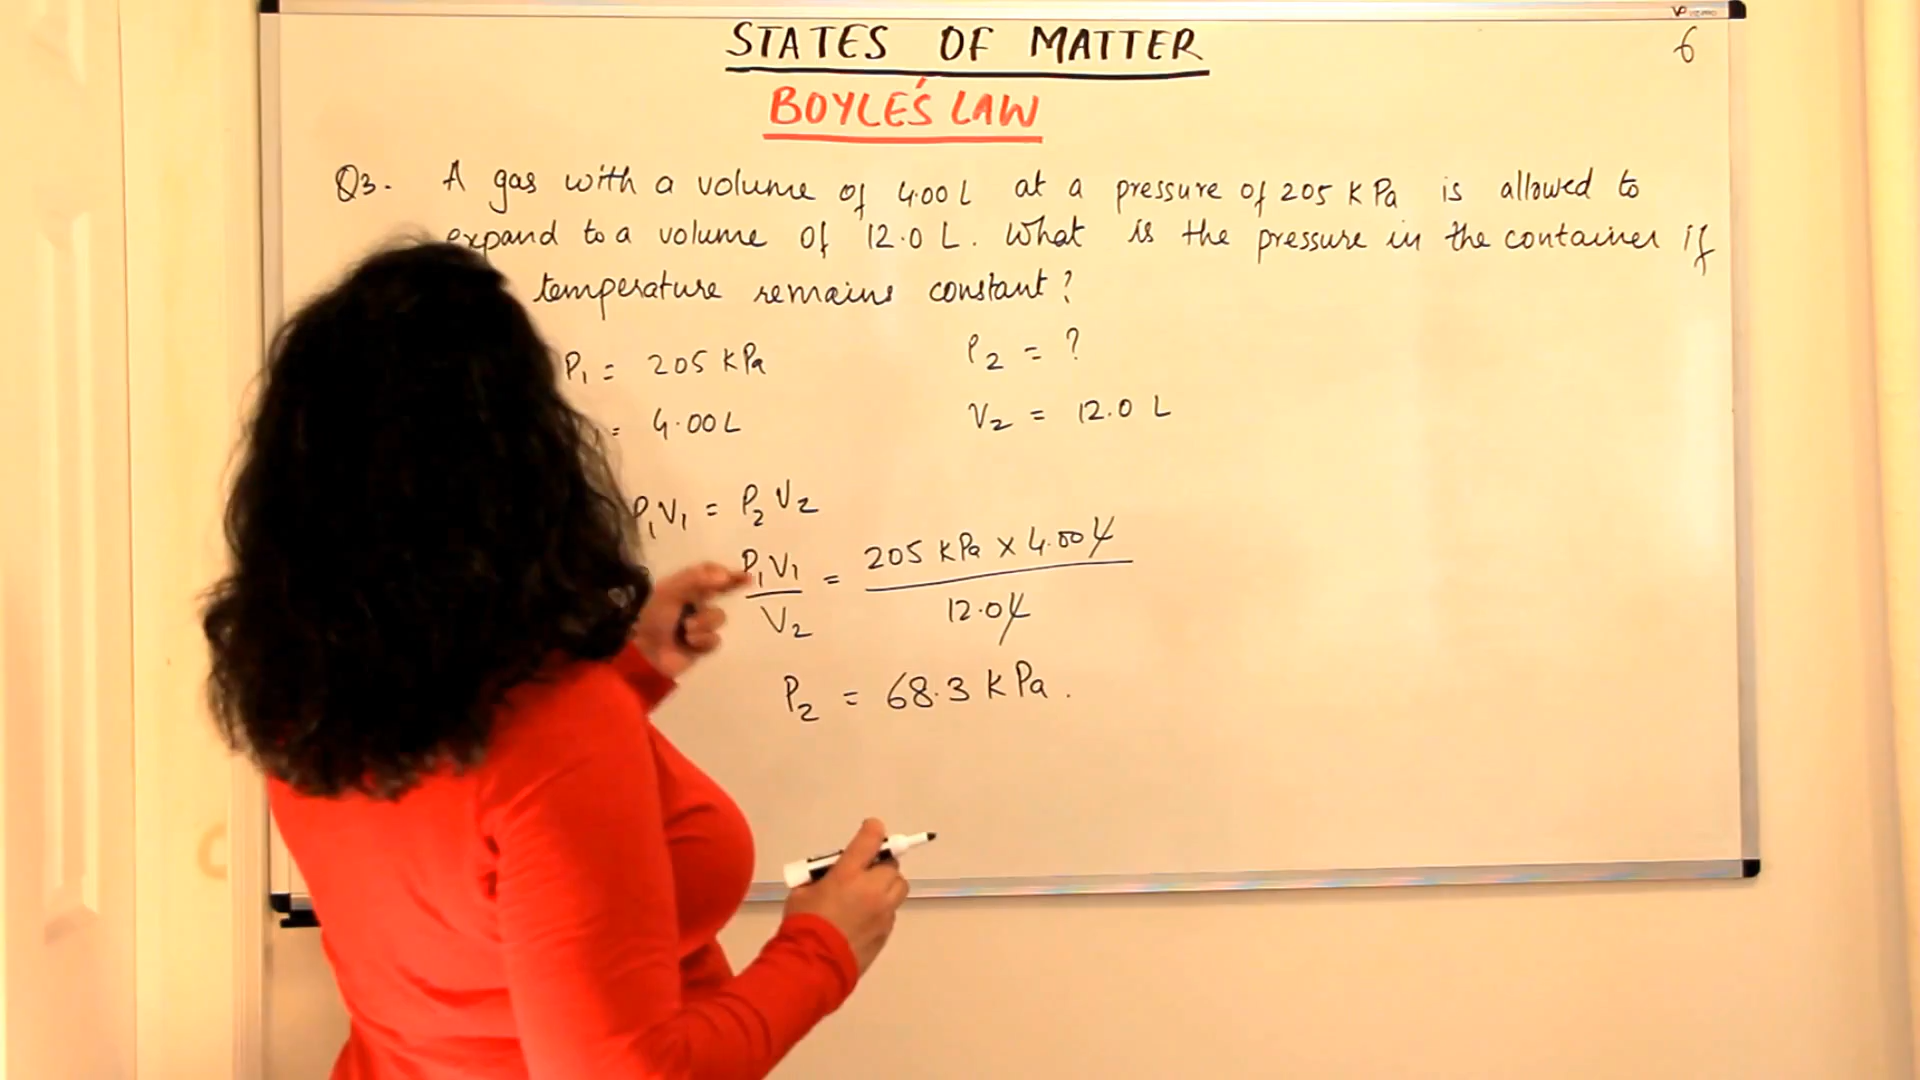 STATES OF MATTER
6
BOYLE'S LAW
Q3. A gas with a volume of 4.00 L at a pressure of 205 KPa is allowed to
expand to a volume of 12.0 L. What is the pressure in the container if
temperature remains constant?
P1 = 205 KPa P2 = ?
= 4.00 L V2 = 12.0 L
P1V1 = P2V2
P1V1 / V2 = 205 KPa x 4.00 L / 12.0 L
P2 = 68.3 KPa.